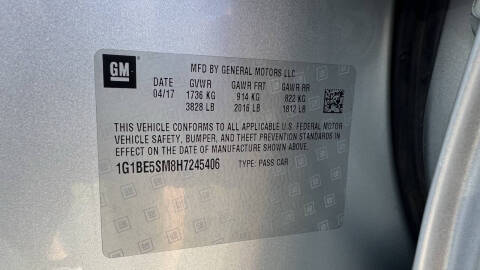 GM
MFD BY GENERAL MOTORS LLC
DATE GVWR GAWR FRT GAWR RR
04/17 1736 KG 914 KG 822 KG
3828 LB 2016 LB 1812 LB
THIS VEHICLE CONFORMS TO ALL APPLICABLE U.S. FEDERAL MOTOR
VEHICLE SAFETY, BUMPER, AND THEFT PREVENTION STANDARDS IN
EFFECT ON THE DATE OF MANUFACTURE SHOWN ABOVE.
1G1BE5SM8H7245406 TYPE: PASS CAR